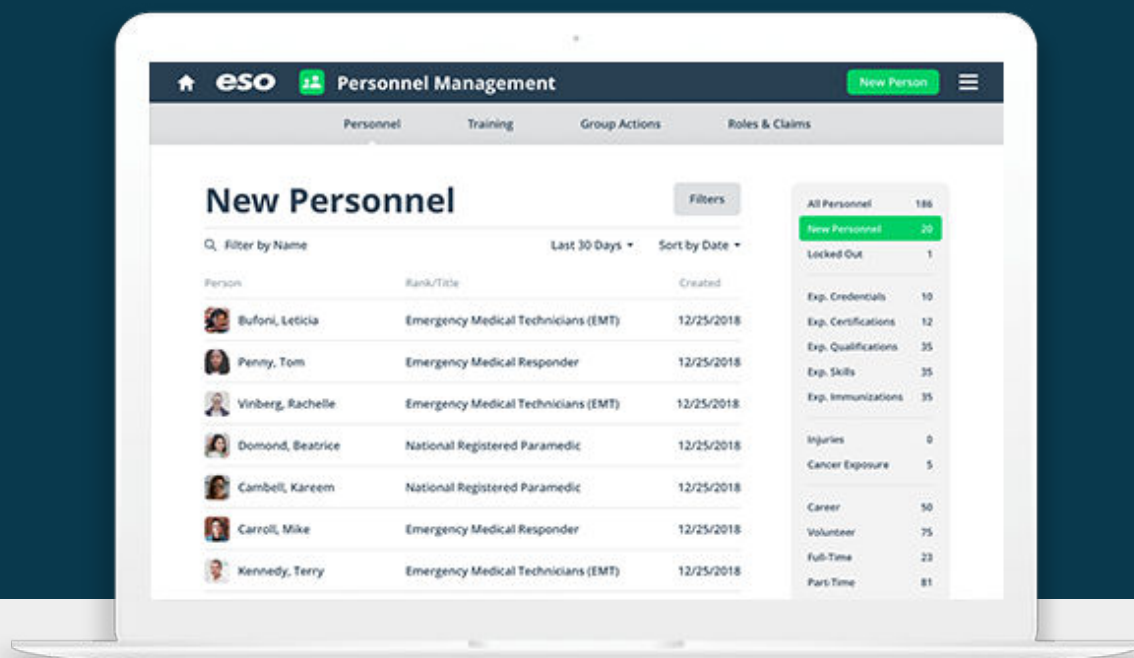 eso Personnel Management New Person
Personnel Training Group Actions Roles & Claims
New Personnel Filters
Filter by Name Last 30 Days Sort by Date
Person Rank/Title Created
Bufoni, Leticia Emergency Medical Technicians (EMT) 12/25/2018
Penny, Tom Emergency Medical Responder 12/25/2018
Vinberg, Rachelle Emergency Medical Technicians (EMT) 12/25/2018
Domond, Beatrice National Registered Paramedic 12/25/2018
Cambell, Kareem National Registered Paramedic 12/25/2018
Carroll, Mike Emergency Medical Responder 12/25/2018
Kennedy, Terry Emergency Medical Technicians (EMT) 12/25/2018
All Personnel 186
New Personnel 20
Locked Out 1
Exp. Credentials 10
Exp. Certifications 12
Exp. Qualifications 35
Exp. Skills 35
Exp. Immunizations 35
Injuries 0
Cancer Exposure 5
Career 50
Volunteer 75
Full-Time 23
Part-Time 81